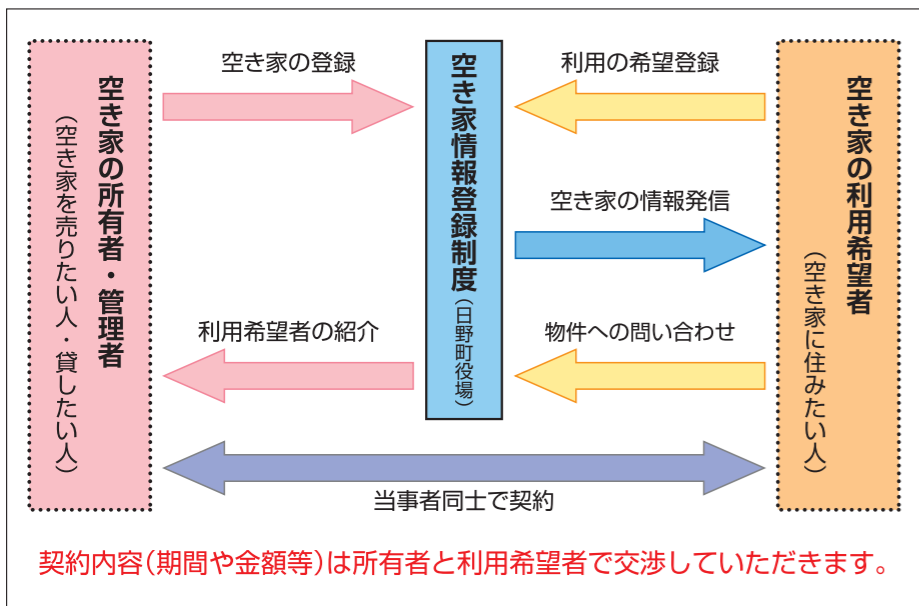 空き家の所有者・管理者
（空き家を売りたい人・貸したい人）
空き家の登録
利用希望者の紹介
空き家情報登録制度（日野町役場）
利用の希望登録
空き家の情報発信
物件への問い合わせ
空き家の利用希望者
（空き家に住みたい人）
当事者同士で契約
契約内容（期間や金額等）は所有者と利用希望者で交渉していただきます。